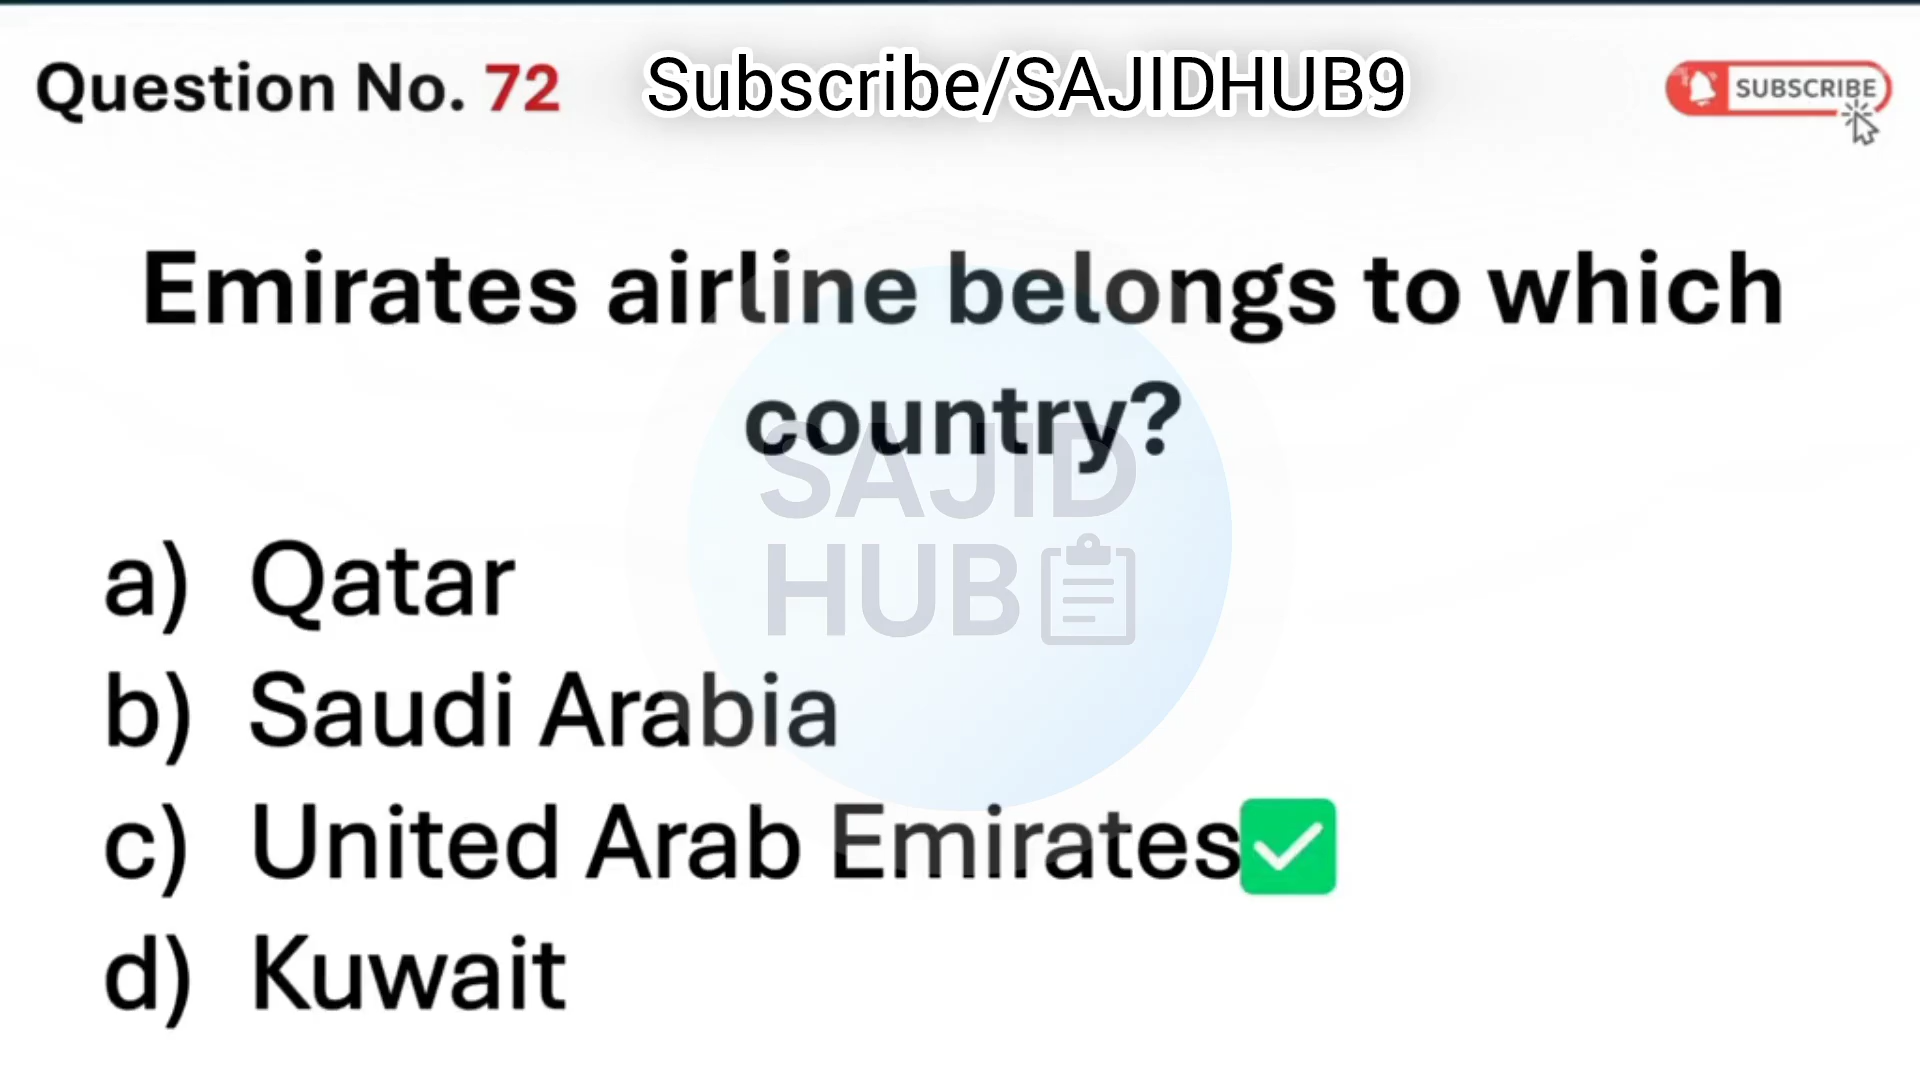 Question No. 72
Subscribe/SAJIDHUB9
SUBSCRIBE
Emirates airline belongs to which
country?
SAJID
HUB
a) Qatar
b) Saudi Arabia
c) United Arab Emirates✅
d) Kuwait